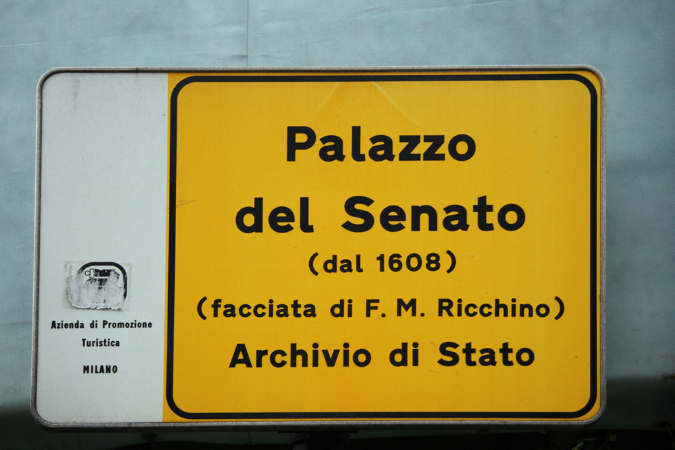 Palazzo
del Senato
(dal 1608)
(facciata di F. M. Ricchino)
Archivio di Stato
Azienda di Promozione
Turistica
MILANO